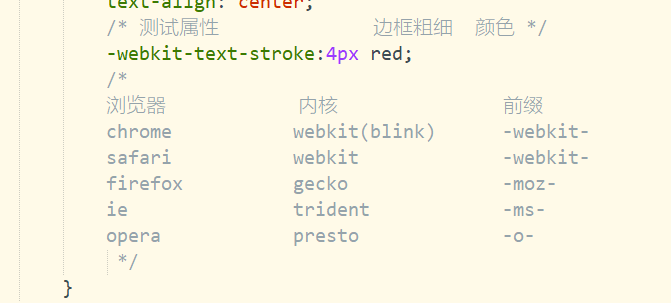 text-align: center;
/* 测试属性 边框粗细 颜色 */
-webkit-text-stroke:4px red;
/*
浏览器 内核 前缀
chrome webkit(blink) -webkit-
safari webkit -webkit-
firefox gecko -moz-
ie trident -ms-
opera presto -o-
*/
}